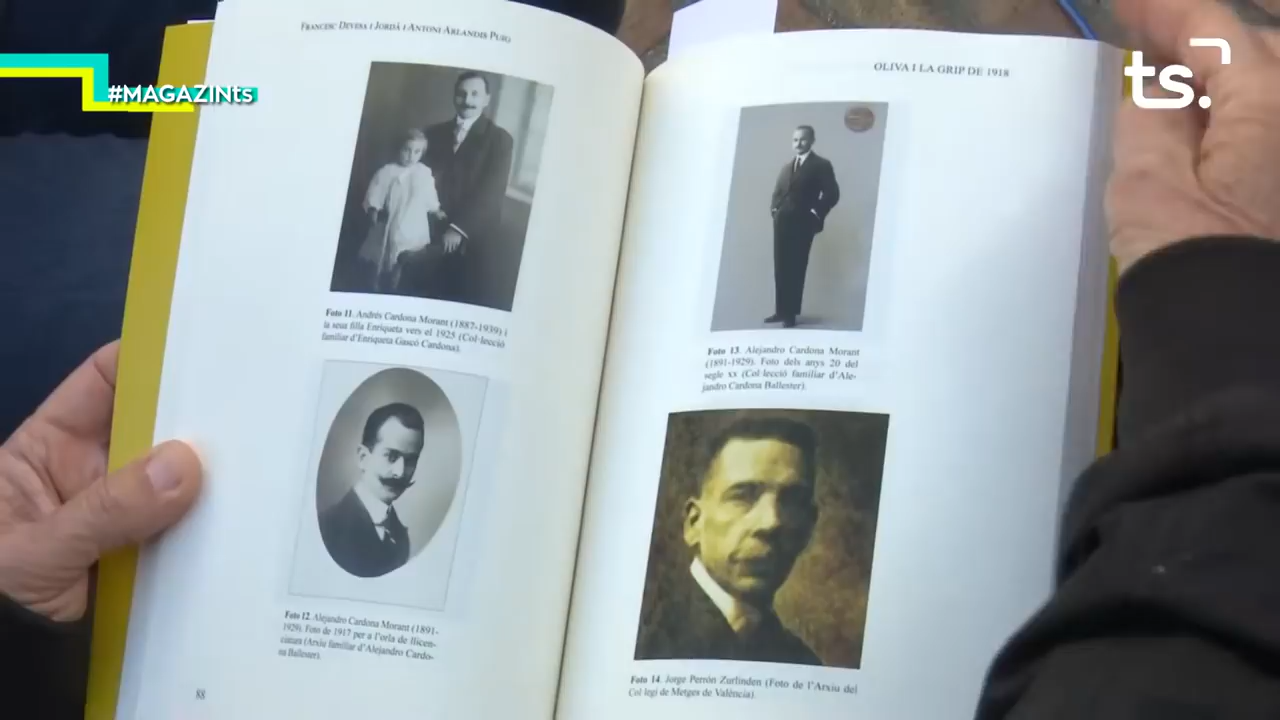 #MAGAZINts
ts.
FRANCESC DEVESA I JORDÀ I ANTONI ARLANDIS PUIG
Foto 11. Andrés Cardona Morant (1887-1939) i
la seua filla Enriqueta vers el 1925 (Col·lecció
familiar d'Enriqueta Gascó Cardona).
Foto 12. Alejandro Cardona Morant (1891-
1929). Foto de 1917 per a l'orla de llicen-
ciatura (Arxiu familiar d'Alejandro Cardo-
na Ballester).
88
OLIVA I LA GRIP DE 1918
Foto 13. Alejandro Cardona Morant
(1891-1929). Foto dels anys 20 del
segle XX (Col·lecció familiar d'Ale-
jandro Cardona Ballester).
Foto 14. Jorge Perrón Zurlinden (Foto de l'Arxiu del
Col·legi de Metges de València).